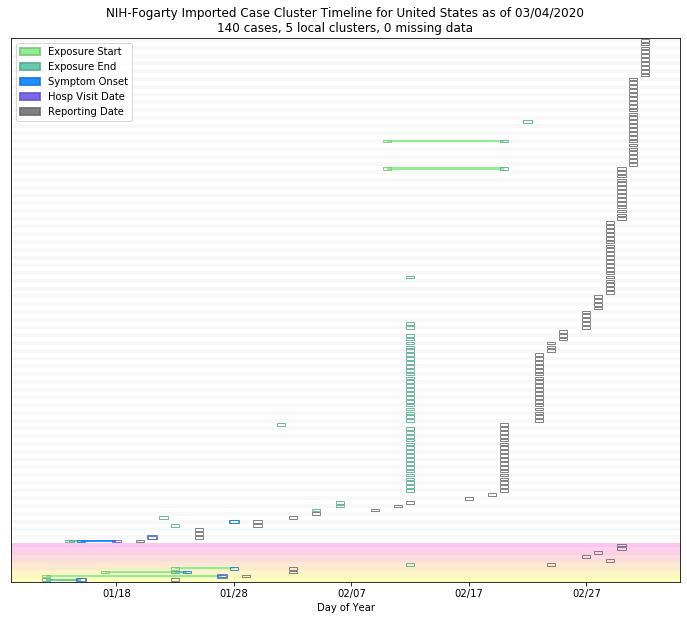 NIH-Fogarty Imported Case Cluster Timeline for United States as of 03/04/2020
140 cases, 5 local clusters, 0 missing data
Exposure Start
Exposure End
Symptom Onset
Hosp Visit Date
Reporting Date
01/18 01/28 02/07 02/17 02/27
Day of Year